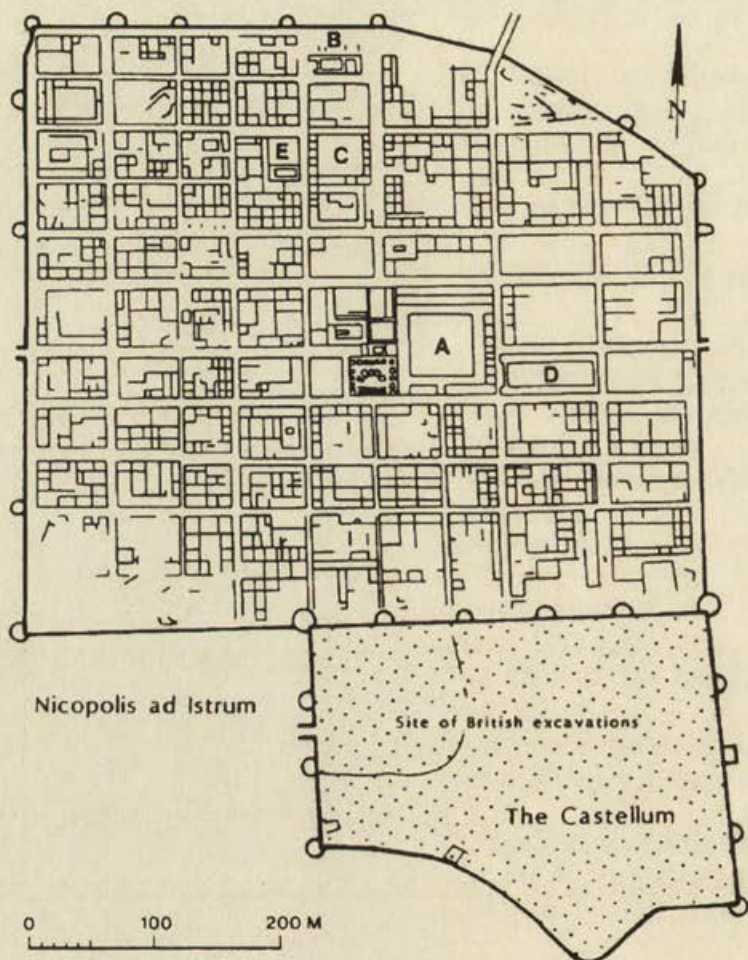 B
N
E
C
A
D
Nicopolis ad Istrum
Site of British excavations
The Castellum
0 100 200 M